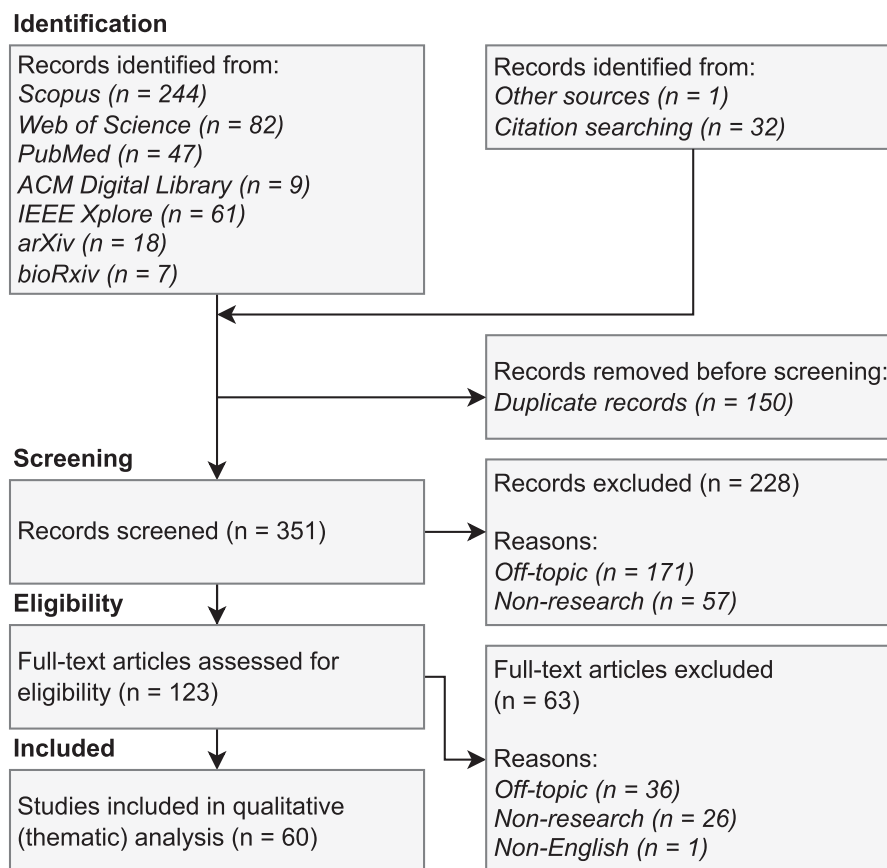 Identification
Records identified from:
Scopus (n = 244)
Web of Science (n = 82)
PubMed (n = 47)
ACM Digital Library (n = 9)
IEEE Xplore (n = 61)
arXiv (n = 18)
bioRxiv (n = 7)
Records identified from:
Other sources (n = 1)
Citation searching (n = 32)
Records removed before screening:
Duplicate records (n = 150)
Screening
Records screened (n = 351)
Records excluded (n = 228)
Reasons:
Off-topic (n = 171)
Non-research (n = 57)
Eligibility
Full-text articles assessed for
eligibility (n = 123)
Full-text articles excluded
(n = 63)
Reasons:
Off-topic (n = 36)
Non-research (n = 26)
Non-English (n = 1)
Included
Studies included in qualitative
(thematic) analysis (n = 60)